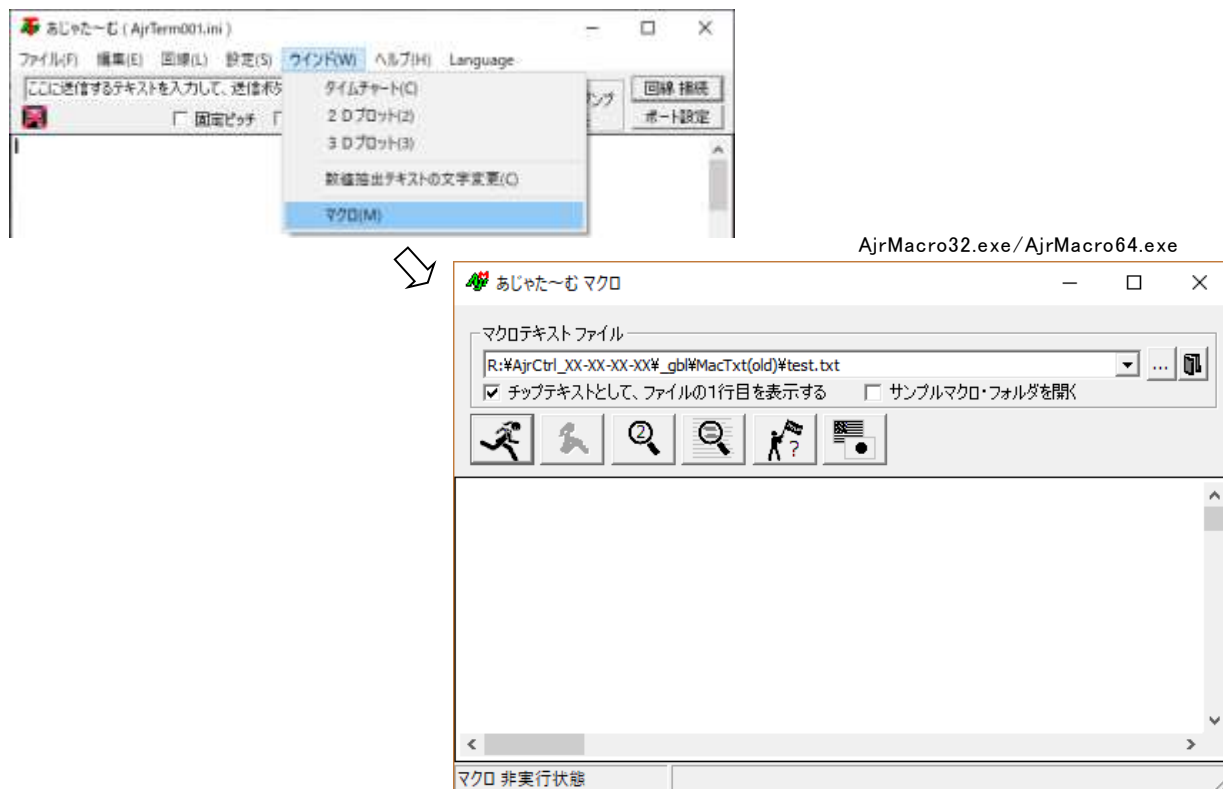 あじゃた~む ( AjrTerm001.ini )
ファイル(F) 編集(E) 回線(L) 設定(S) ウインド(W) ヘルプ(H) Language
ここに送信するテキストを入力して、送信ボタ
タイムチャート(C)
ング
回線 接続
固定ピッチ
2 D プロット(2)
ポート設定
3 D プロット(3)
数値抽出テキストの文字変更(C)
マクロ(M)
AjrMacro32.exe/AjrMacro64.exe
あじゃた~む マクロ
マクロテキスト ファイル
R:¥AjrCtrl_XX-XX-XX-XX¥_gbl¥MacTxt(old)¥test.txt
...
チップテキストとして、ファイルの1行目を表示する サンプルマクロ・フォルダを開く
2
?
マクロ 非実行状態